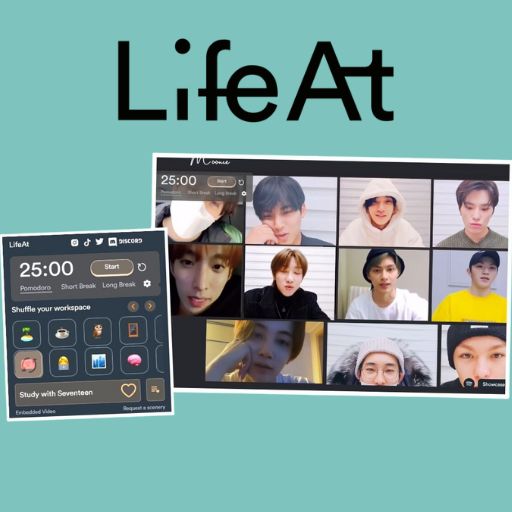 LifeAt
Moonie
25:00
Start
Pomodoro
Short Break
Long Break
LifeAt
DISCORD
25:00
Start
Pomodoro
Short Break
Long Break
Shuffle your workspace
Study with Seventeen
Embedded Video
Request a scenery
Showcase